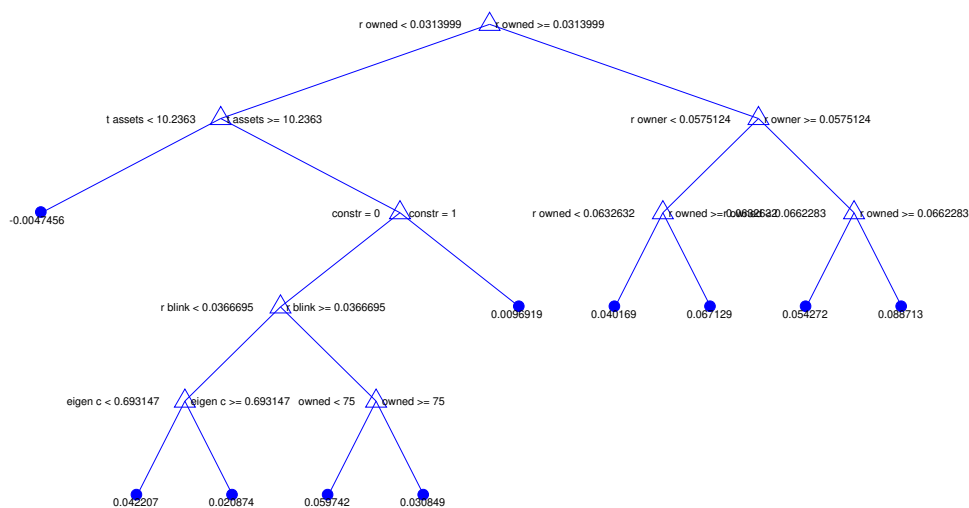 r owned < 0.0313999
r owned >= 0.0313999
t assets < 10.2363
t assets >= 10.2363
r owner < 0.0575124
r owner >= 0.0575124
-0.0047456
constr = 0
constr = 1
r owned < 0.0632632
r owned >= 0.0632632
r owned < 0.0662283
r owned >= 0.0662283
r blink < 0.0366695
r blink >= 0.0366695
0.0096919
0.040169
0.067129
0.054272
0.088713
eigen c < 0.693147
eigen c >= 0.693147
owned < 75
owned >= 75
0.042207
0.020874
0.059742
0.030849